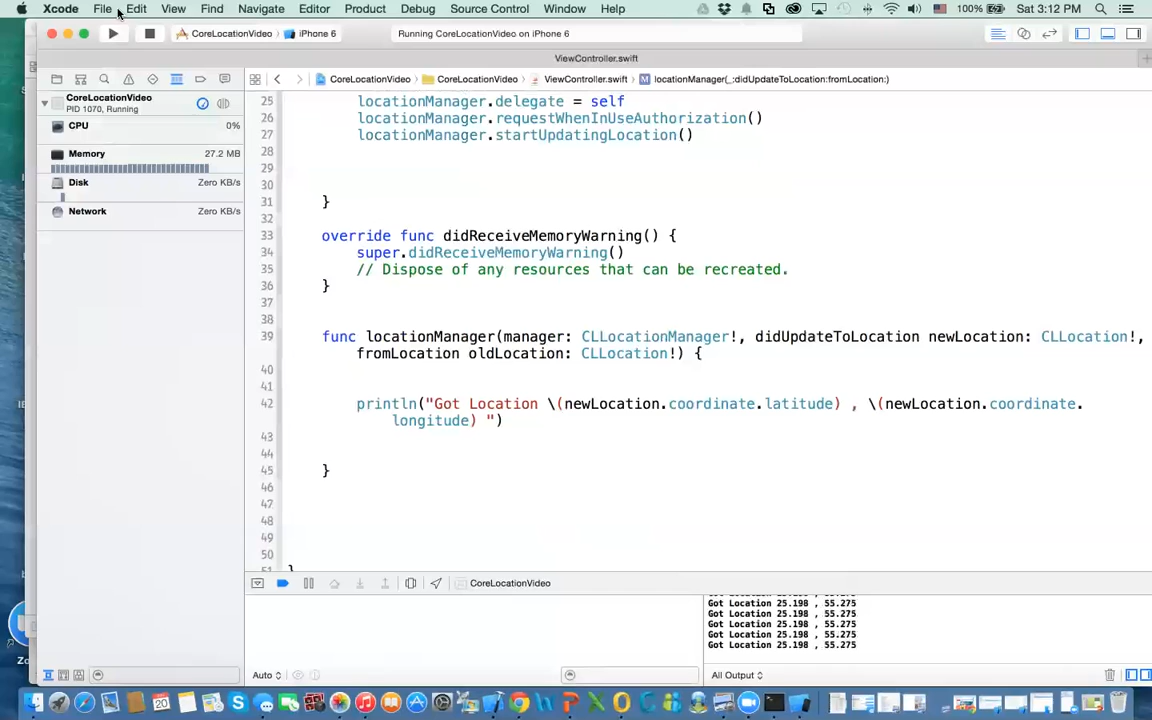 Xcode File Edit View Find Navigate Editor Product Debug Source Control Window Help 100% Sat 3:12 PM
CoreLocationVideo iPhone 6 Running CoreLocationVideo on iPhone 6
ViewController.swift
CoreLocationVideo CoreLocationVideo ViewController.swift M locationManager(_:didUpdateToLocation:fromLocation:)
CoreLocationVideo
PID 1070, Running
CPU 0%
Memory 27.2 MB
Disk Zero KB/s
Network Zero KB/s
25 locationManager.delegate = self
26 locationManager.requestWhenInUseAuthorization()
27 locationManager.startUpdatingLocation()
28
29
30
31 }
32
33 override func didReceiveMemoryWarning() {
34 super.didReceiveMemoryWarning()
35 // Dispose of any resources that can be recreated.
36 }
37
38
39 func locationManager(manager: CLLocationManager!, didUpdateToLocation newLocation: CLLocation!,
fromLocation oldLocation: CLLocation!) {
40
41
42 println("Got Location \(newLocation.coordinate.latitude) , \(newLocation.coordinate.
longitude) ")
43
44
45 }
46
47
48
49
50
}
CoreLocationVideo
Got Location 25.198 , 55.275
Got Location 25.198 , 55.275
Got Location 25.198 , 55.275
Got Location 25.198 , 55.275
Got Location 25.198 , 55.275
Auto
All Output
20